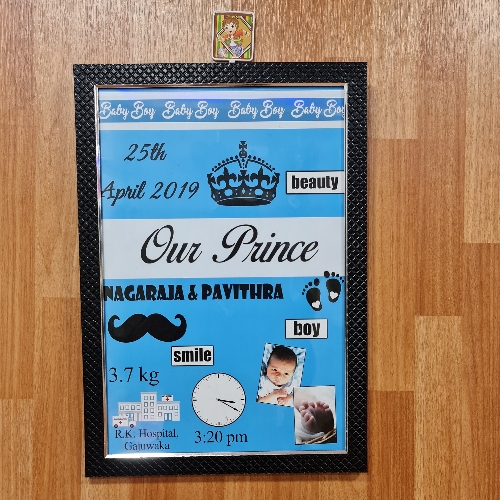 Baby Boy Baby Boy Baby Boy Baby Boy
25th
April 2019
beauty
Our Prince
NAGARAJA & PAVITHRA
boy
smile
3.7 kg
R.K. Hospital,
Gajuwaka
3:20 pm